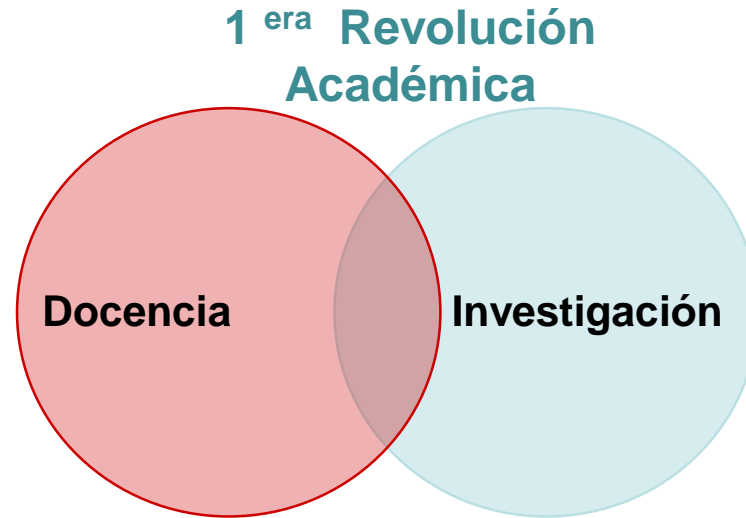 1 era Revolución
Académica
Docencia
Investigación